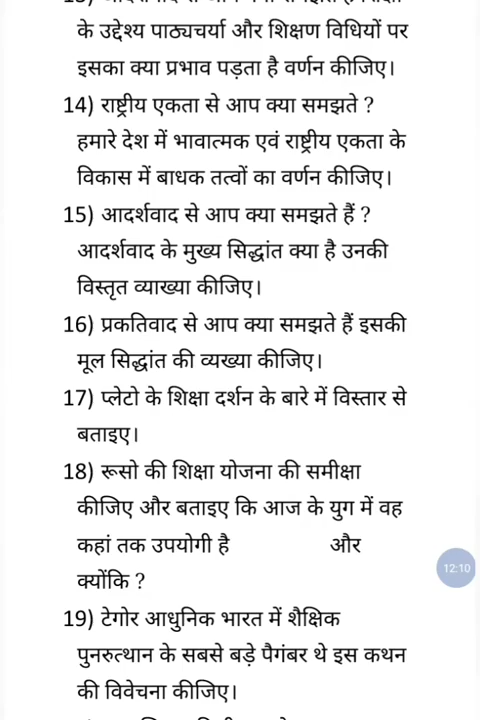 के उद्देश्य पाठ्यचर्या और शिक्षण विधियों पर
इसका क्या प्रभाव पड़ता है वर्णन कीजिए।
14) राष्ट्रीय एकता से आप क्या समझते ?
हमारे देश में भावात्मक एवं राष्ट्रीय एकता के
विकास में बाधक तत्वों का वर्णन कीजिए।
15) आदर्शवाद से आप क्या समझते हैं ?
आदर्शवाद के मुख्य सिद्धांत क्या है उनकी
विस्तृत व्याख्या कीजिए।
16) प्रकतिवाद से आप क्या समझते हैं इसकी
मूल सिद्धांत की व्यख्या कीजिए।
17) प्लेटो के शिक्षा दर्शन के बारे में विस्तार से
बताइए।
18) रूसो की शिक्षा योजना की समीक्षा
कीजिए और बताइए कि आज के युग में वह
कहां तक उपयोगी है और
क्योंकि ?
12:10
19) टेगोर आधुनिक भारत में शैक्षिक
पुनरुत्थान के सबसे बड़े पैगंबर थे इस कथन
की विवेचना कीजिए।